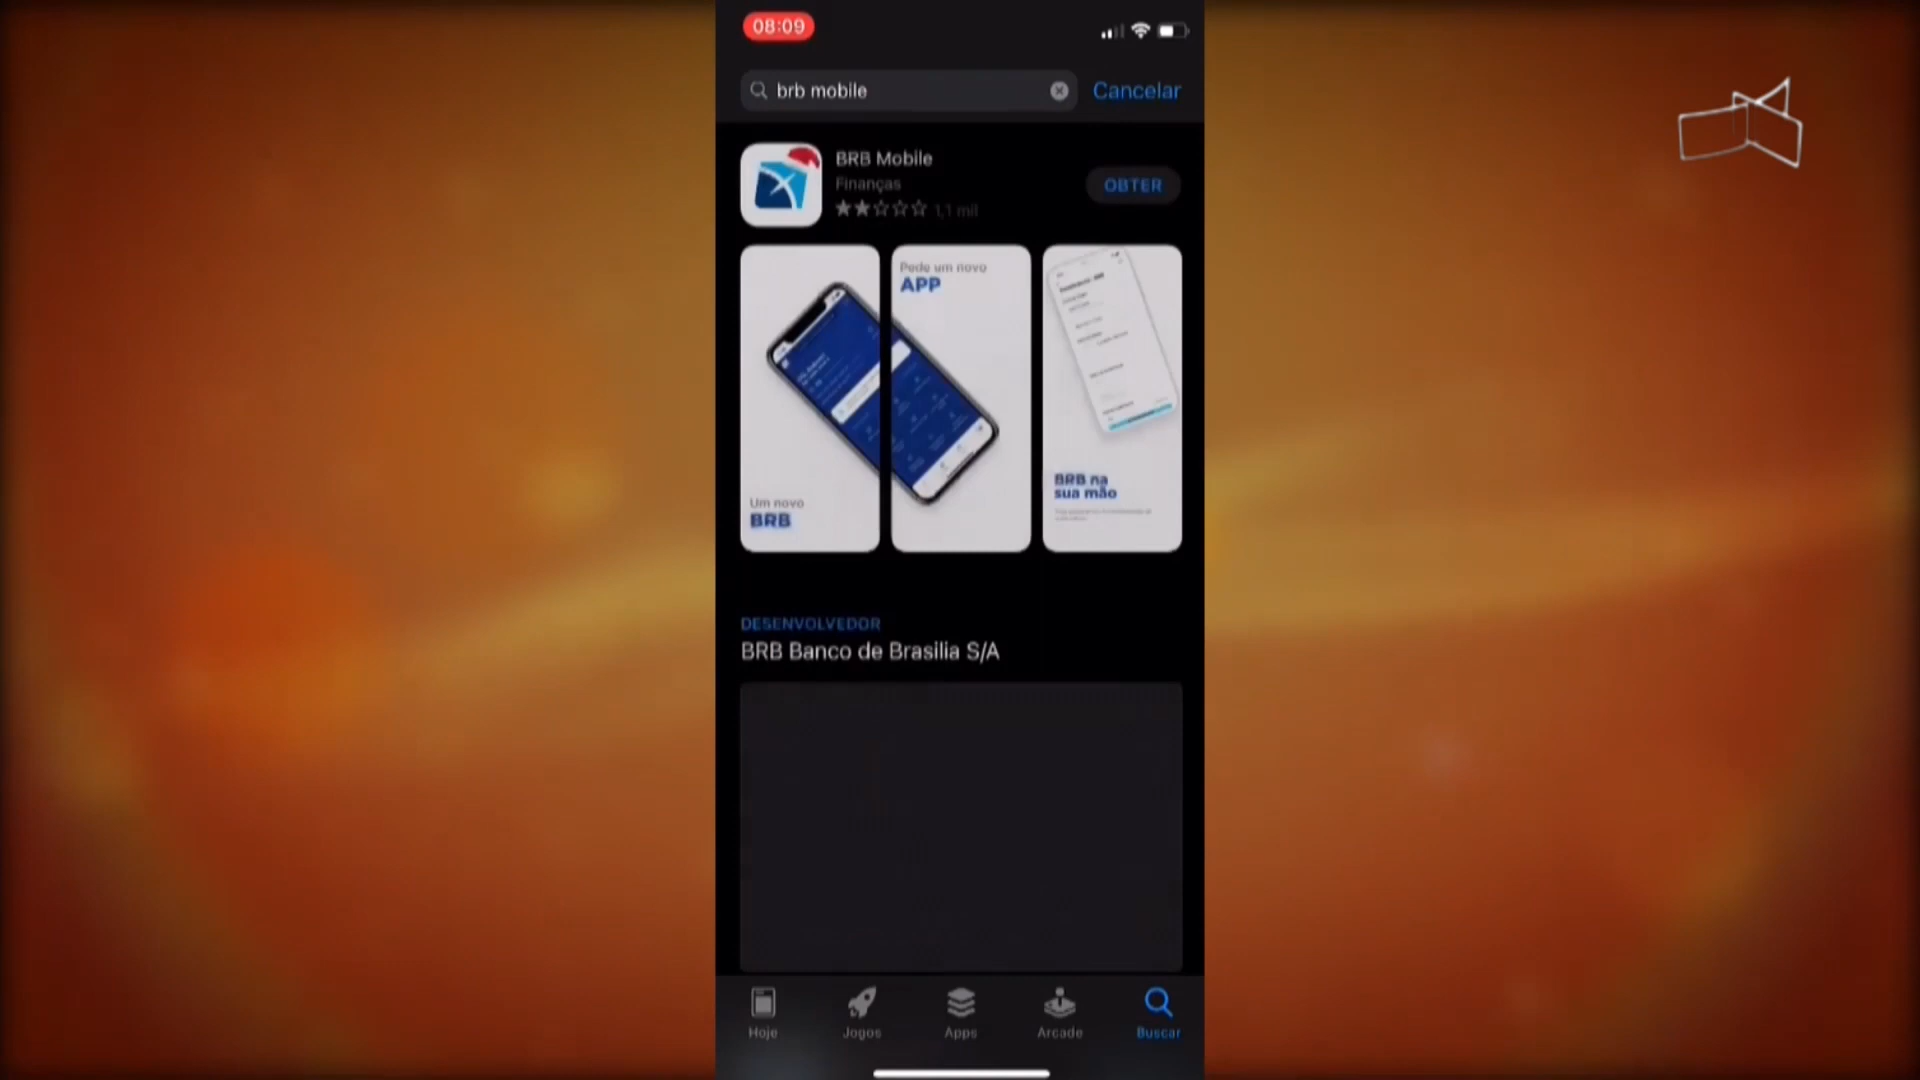 08:09
brb mobile
Cancelar
BRB Mobile
Finanças
1,1 mil
OBTER
Um novo
BRB
Pede um novo
APP
BRB na
sua mão
DESENVOLVEDOR
BRB Banco de Brasilia S/A
Hoje
Jogos
Apps
Arcade
Buscar